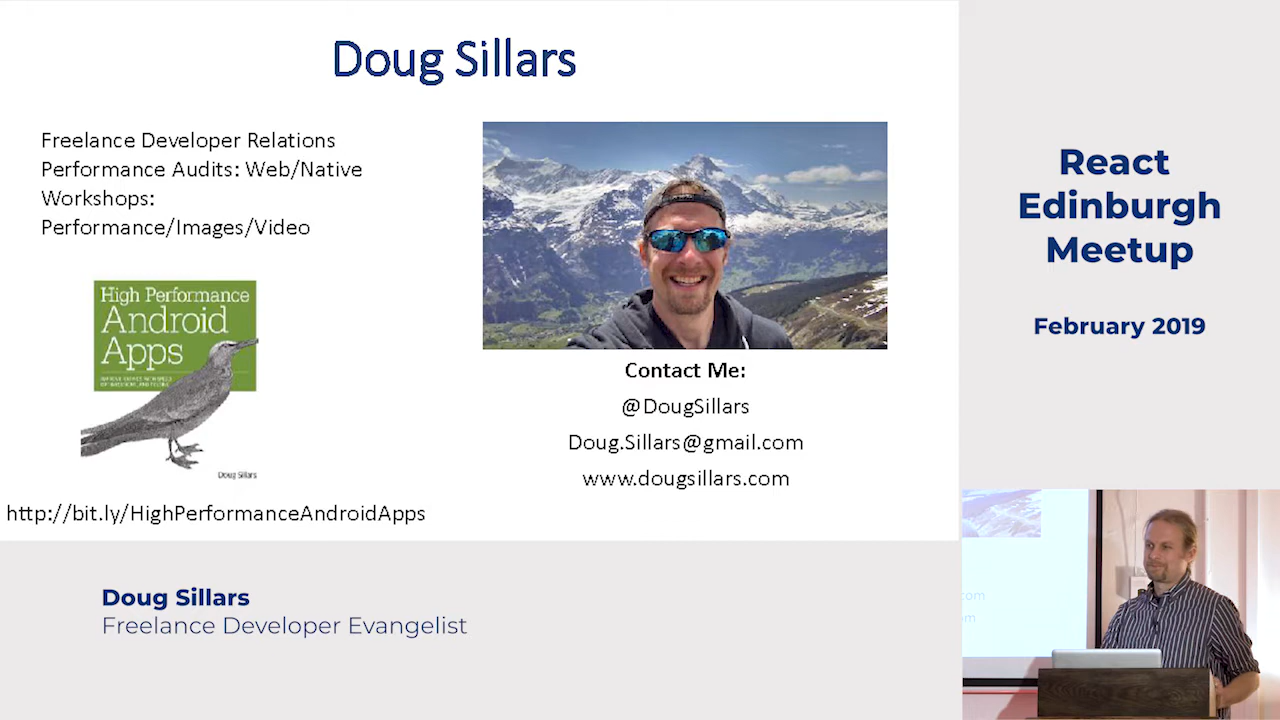 Doug Sillars
Freelance Developer Relations
Performance Audits: Web/Native
Workshops:
Performance/Images/Video
High Performance
Android
Apps
Doug Sillars
http://bit.ly/HighPerformanceAndroidApps
Contact Me:
@DougSillars
Doug.Sillars@gmail.com
www.dougsillars.com
React
Edinburgh
Meetup
February 2019
Doug Sillars
Freelance Developer Evangelist